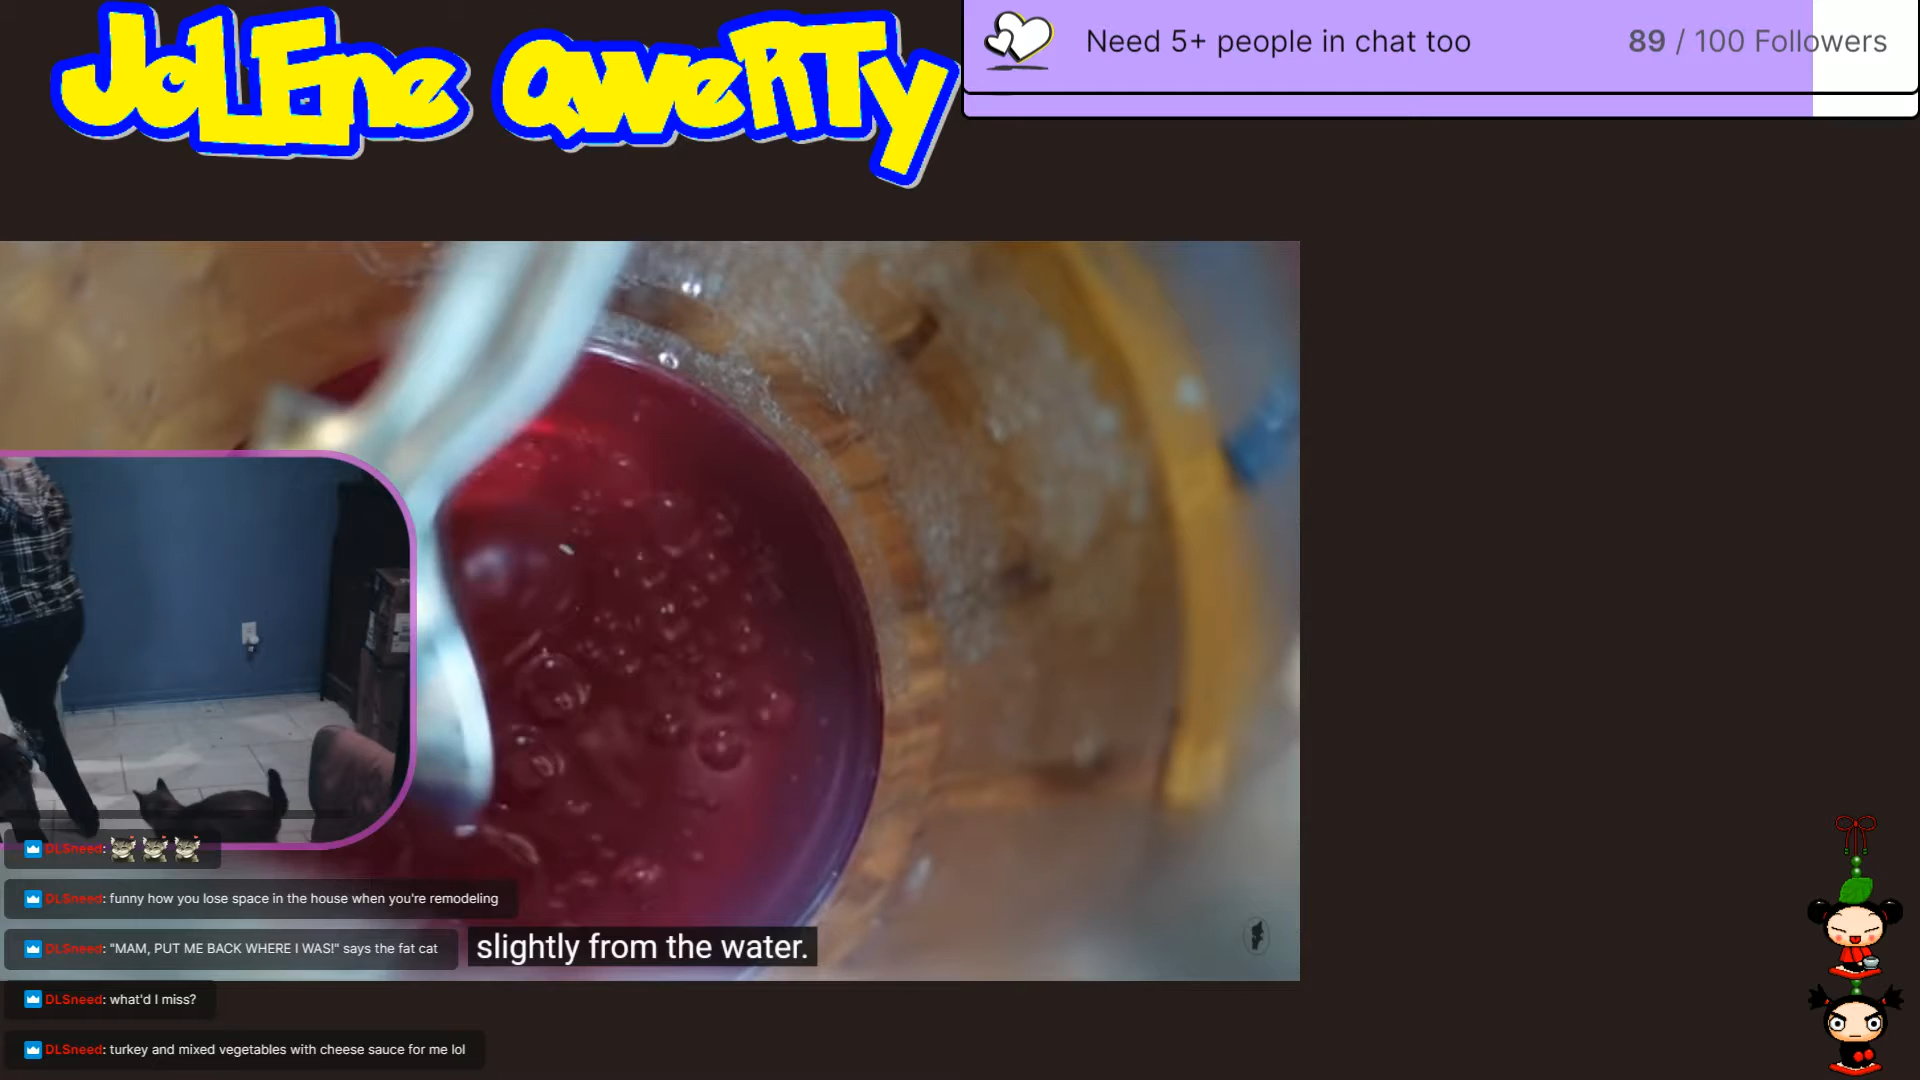 JoLEne QweRTy
Need 5+ people in chat too
89 / 100 Followers
DLSneed:
DLSneed: funny how you lose space in the house when you're remodeling
DLSneed: "MAM, PUT ME BACK WHERE I WAS!" says the fat cat
slightly from the water.
DLSneed: what'd I miss?
DLSneed: turkey and mixed vegetables with cheese sauce for me lol